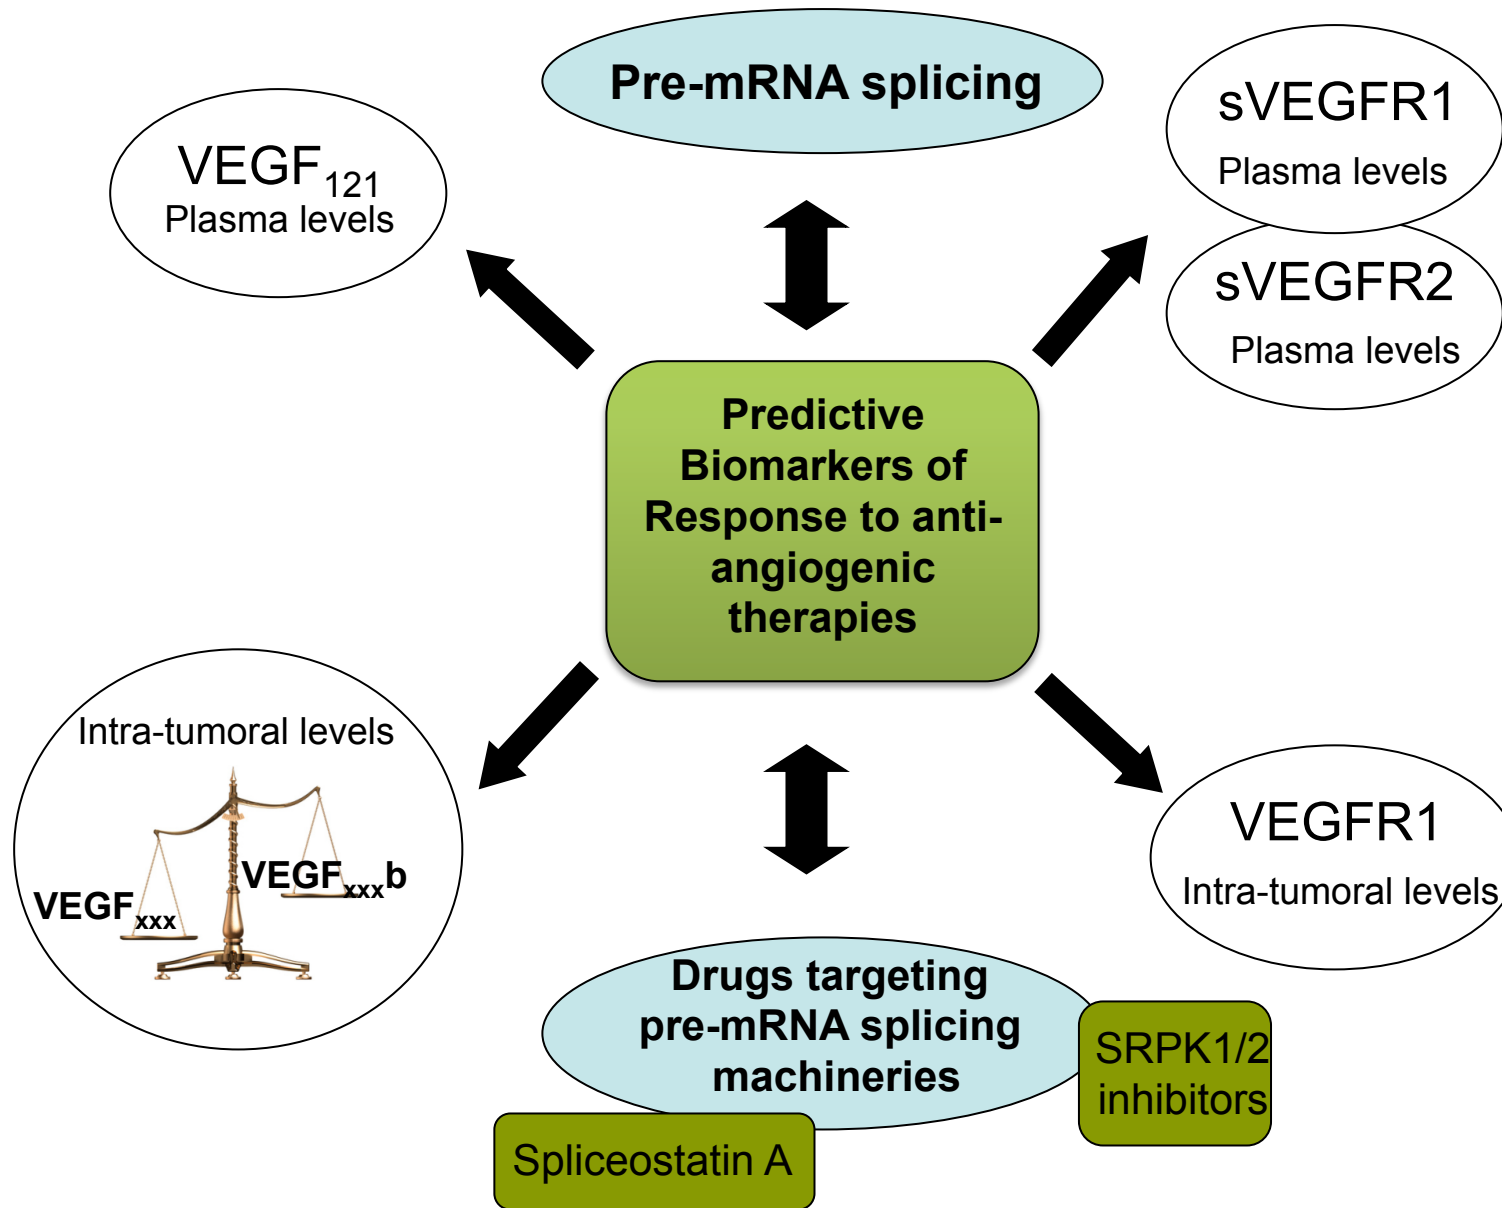 Pre-mRNA splicing
VEGF₁₂₁
Plasma levels
sVEGFR1
Plasma levels
sVEGFR2
Plasma levels
Predictive
Biomarkers of
Response to anti-
angiogenic
therapies
Intra-tumoral levels
VEGFxxxb
VEGFxxx
VEGFR1
Intra-tumoral levels
Drugs targeting
pre-mRNA splicing
machineries
SRPK1/2
inhibitors
Spliceostatin A